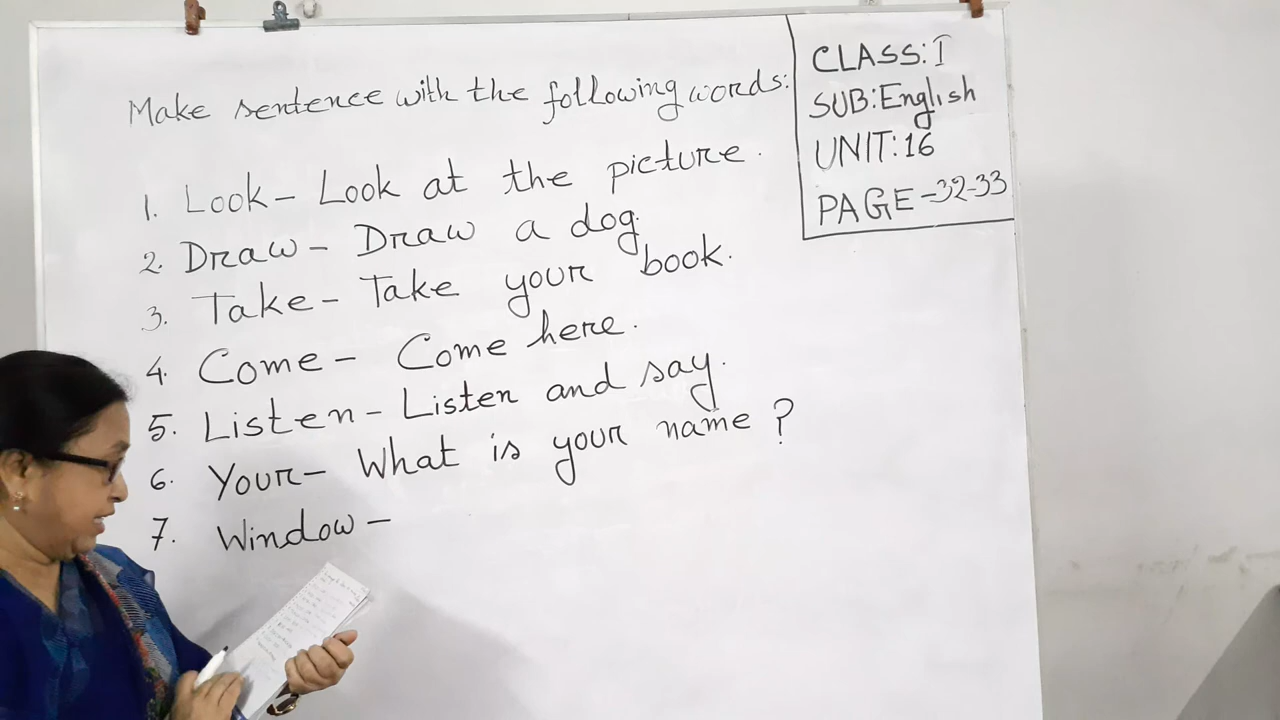 Make sentence with the following words:
1. Look - Look at the picture.
2. Draw - Draw a dog.
3. Take - Take your book.
4. Come - Come here.
5. Listen - Listen and say.
6. Your - What is your name?
7. Window -
CLASS: I
SUB: English
UNIT: 16
PAGE - 32-33